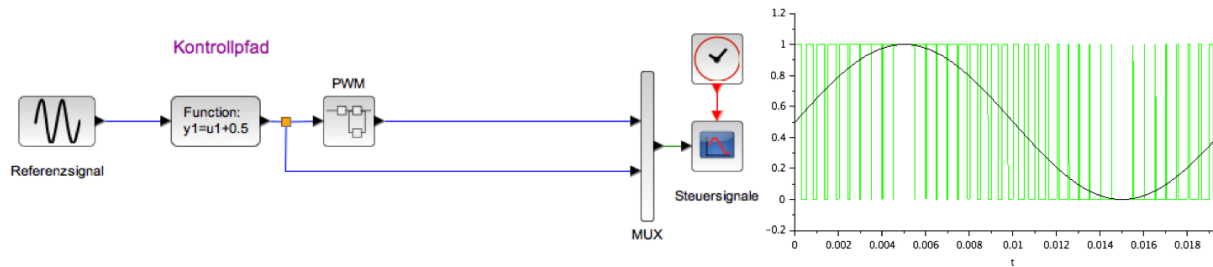 Kontrollpfad
PWM
Function:
y1=u1+0.5
Referenzsignal
MUX
Steuersignale
1.2
1
0.8
0.6
0.4
0.2
0
-0.2
0
0.002
0.004
0.006
0.008
0.01
0.012
0.014
0.016
0.018
t